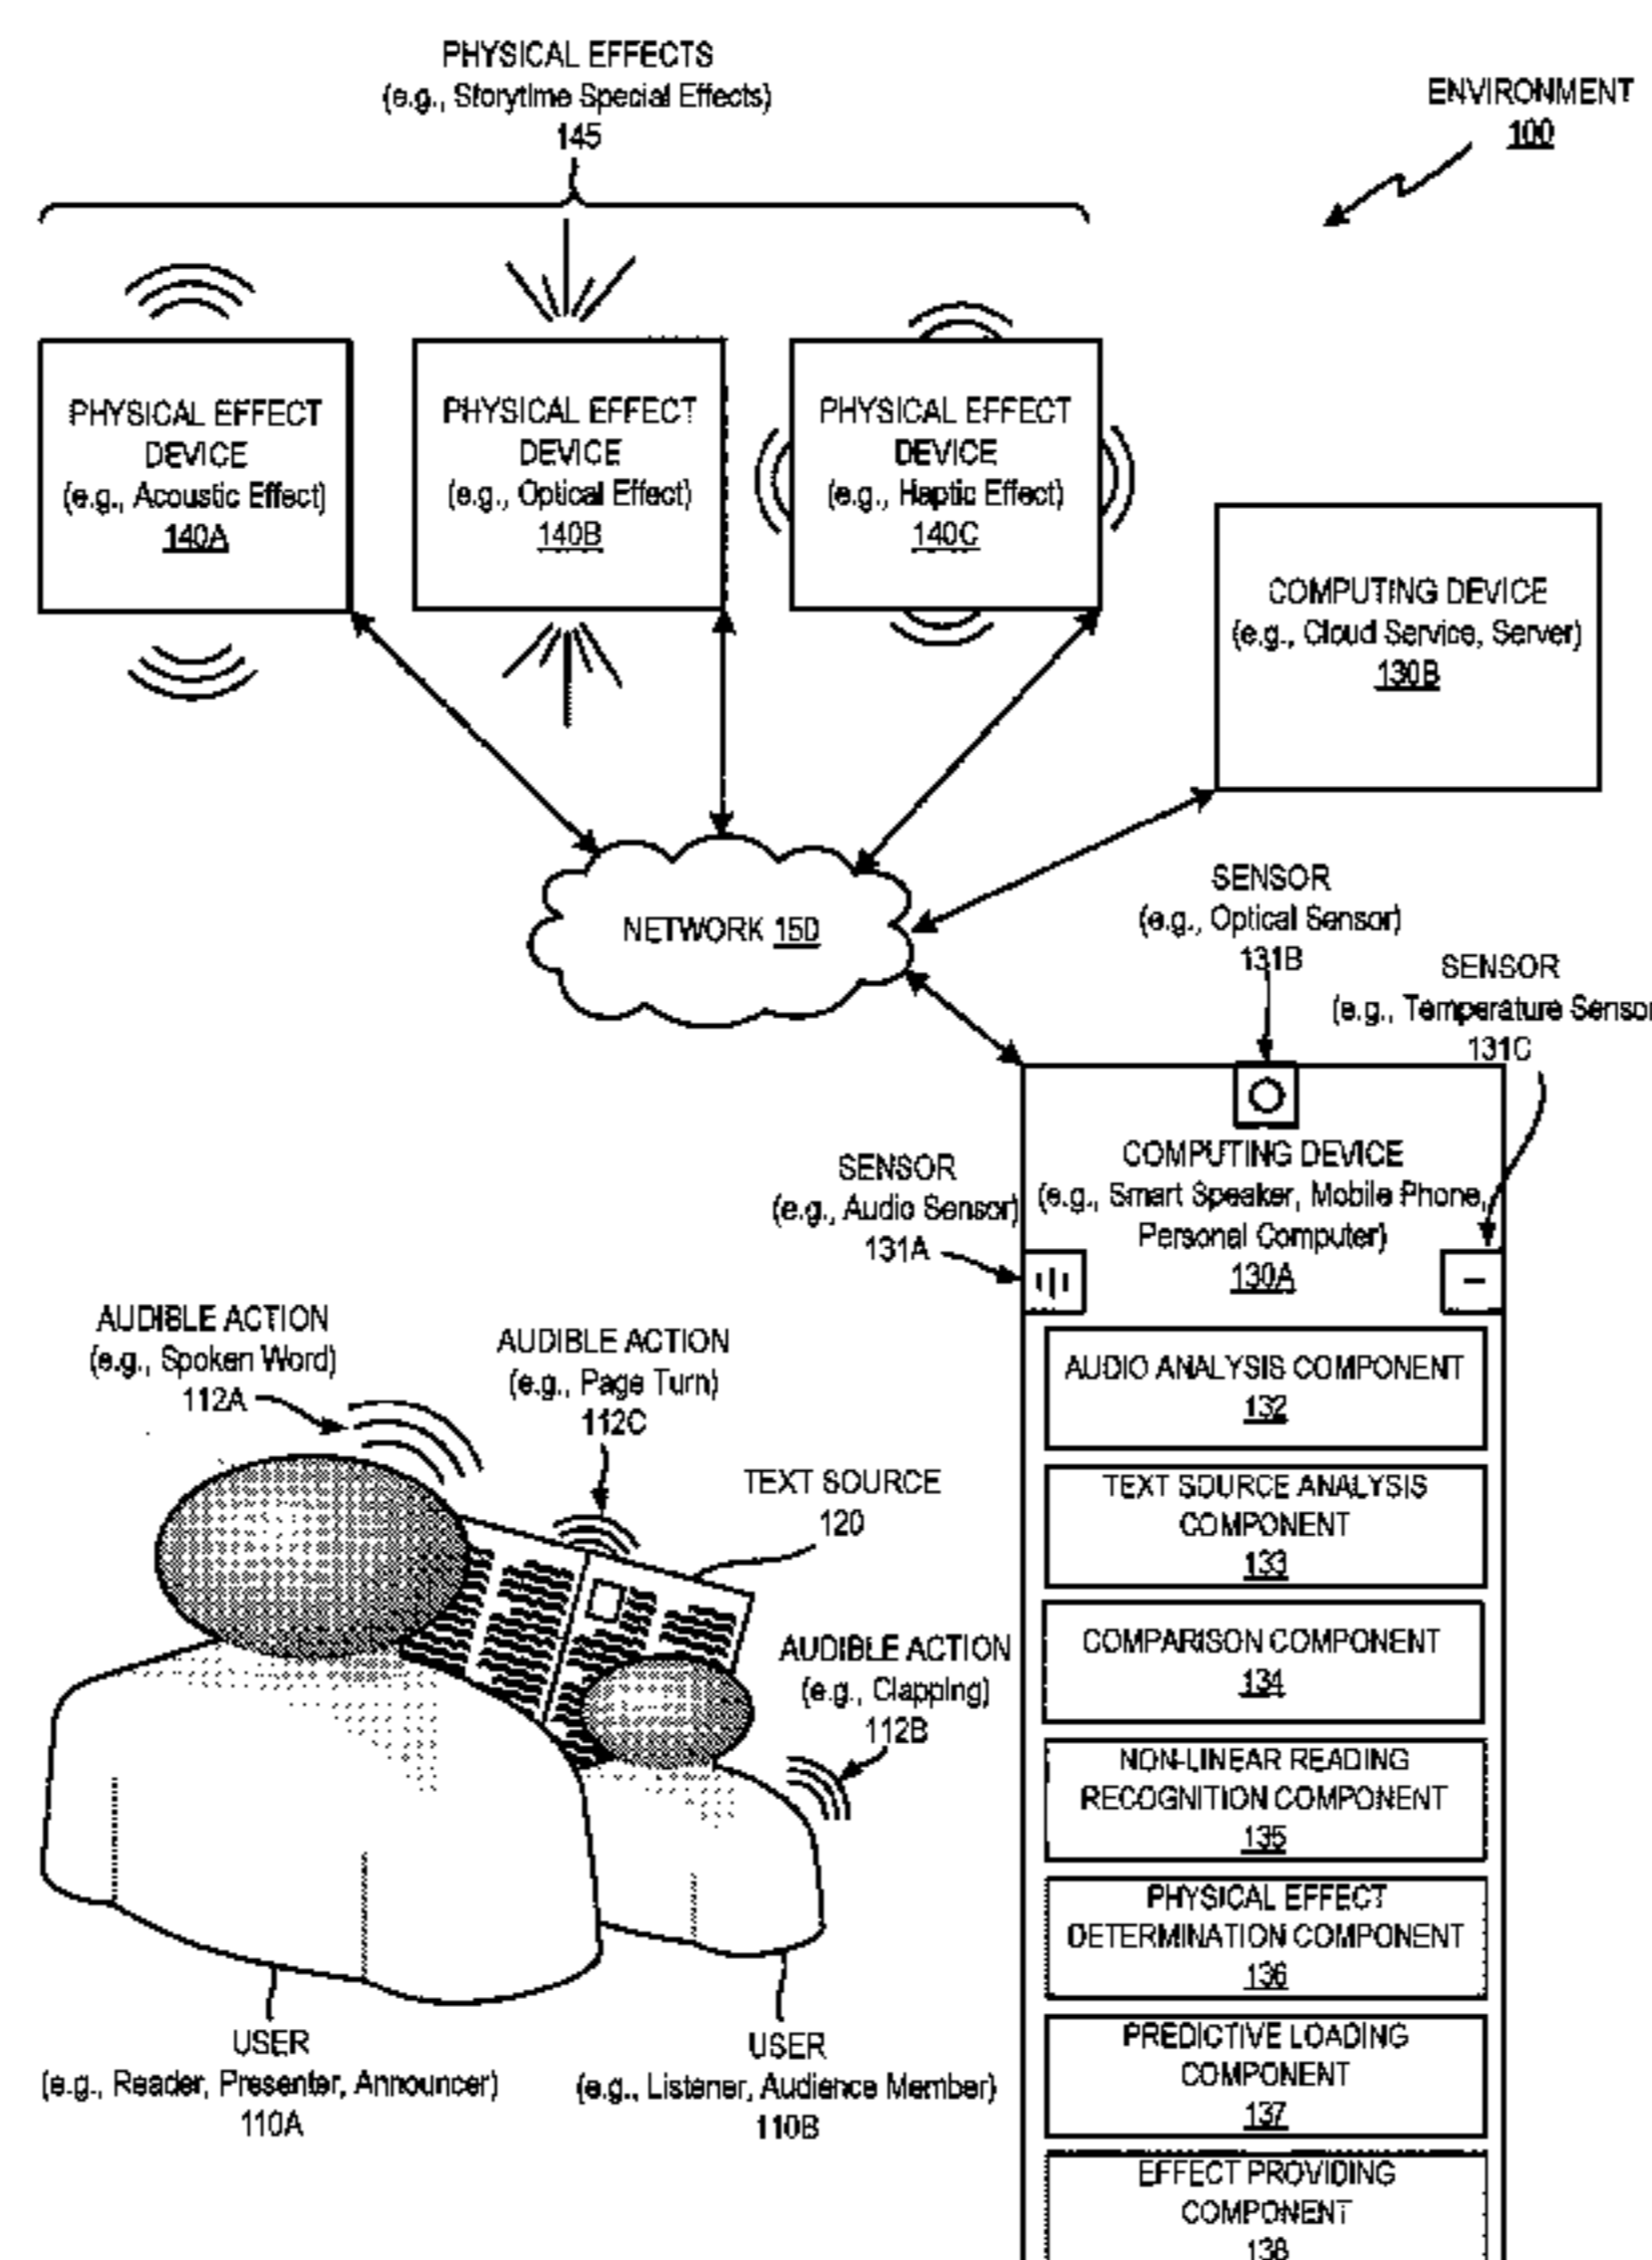 PHYSICAL EFFECTS
(e.g., Storytime Special Effects)
145
ENVIRONMENT
100
PHYSICAL EFFECT
DEVICE
(e.g., Acoustic Effect)
140A
PHYSICAL EFFECT
DEVICE
(e.g., Optical Effect)
140B
PHYSICAL EFFECT
DEVICE
(e.g., Haptic Effect)
140C
COMPUTING DEVICE
(e.g., Cloud Service, Server)
130B
NETWORK 150
SENSOR
(e.g., Optical Sensor)
131B
SENSOR
(e.g., Temperature Sensor
131C
SENSOR
(e.g., Audio Sensor)
131A
COMPUTING DEVICE
(e.g., Smart Speaker, Mobile Phone,
Personal Computer)
130A
AUDIO ANALYSIS COMPONENT
132
TEXT SOURCE ANALYSIS
COMPONENT
133
COMPARISON COMPONENT
134
NON-LINEAR READING
RECOGNITION COMPONENT
135
PHYSICAL EFFECT
DETERMINATION COMPONENT
136
PREDICTIVE LOADING
COMPONENT
137
EFFECT PROVIDING
COMPONENT
138
AUDIBLE ACTION
(e.g., Spoken Word)
112A
AUDIBLE ACTION
(e.g., Page Turn)
112C
TEXT SOURCE
120
AUDIBLE ACTION
(e.g., Clapping)
112B
USER
(e.g., Reader, Presenter, Announcer)
110A
USER
(e.g., Listener, Audience Member)
110B